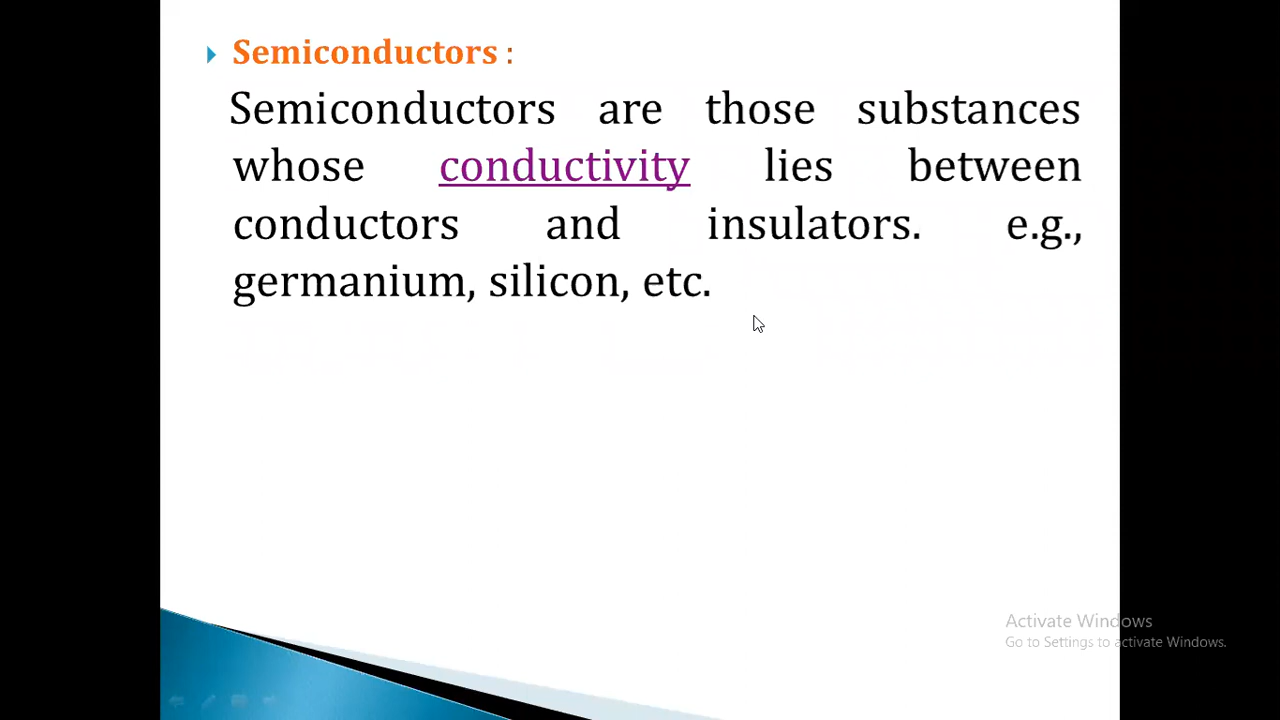 Semiconductors :
Semiconductors are those substances
whose conductivity lies between
conductors and insulators. e.g.,
germanium, silicon, etc.
Activate Windows
Go to Settings to activate Windows.